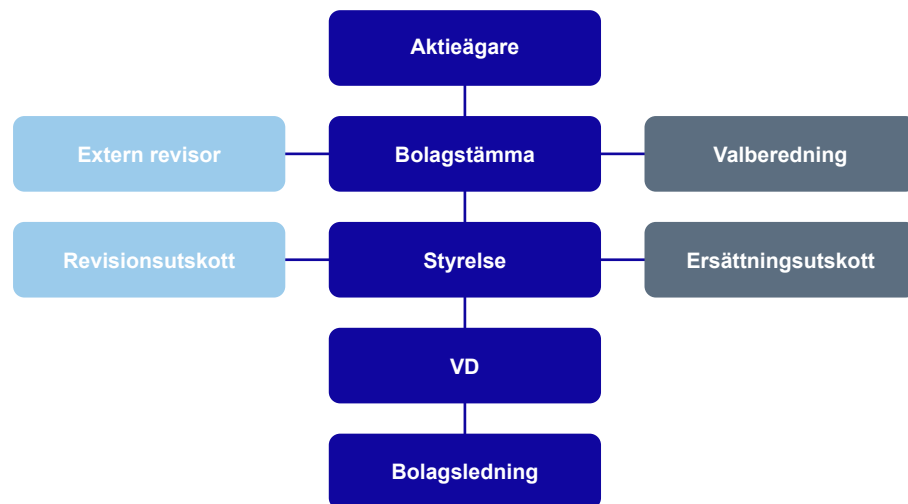 Aktieägare
Extern revisor
Bolagstämma
Valberedning
Revisionsutskott
Styrelse
Ersättningsutskott
VD
Bolagsledning